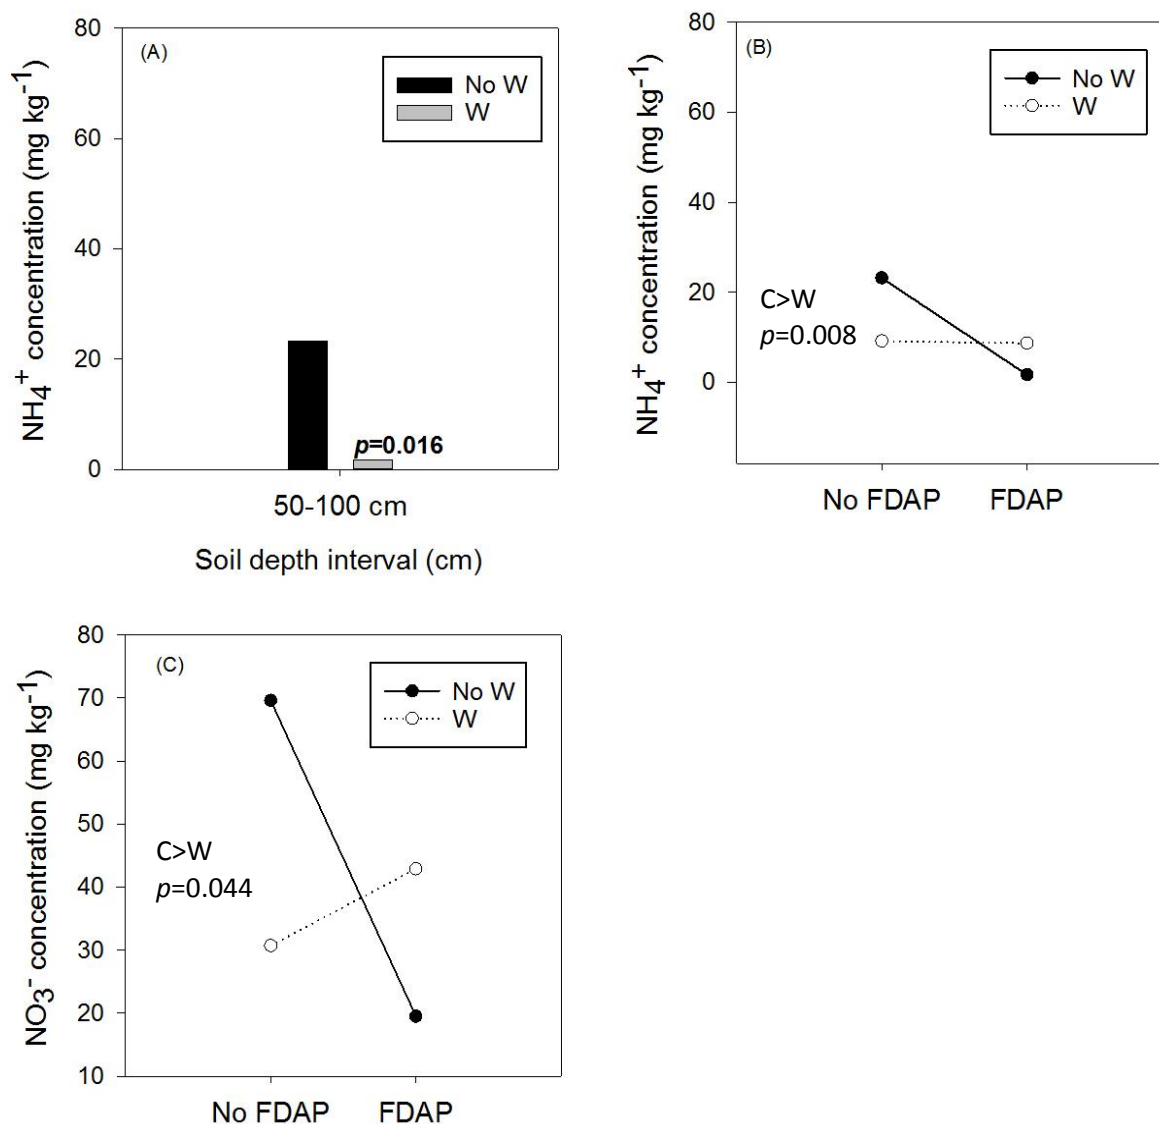 (A)
NH4+ concentration (mg kg-1)
80
60
40
20
0
No W
W
p=0.016
50-100 cm
Soil depth interval (cm)
(B)
NH4+ concentration (mg kg-1)
80
60
40
20
0
No W
W
C>W
p=0.008
No FDAP FDAP
(C)
NO3- concentration (mg kg-1)
80
70
60
50
40
30
20
10
No W
W
C>W
p=0.044
No FDAP FDAP